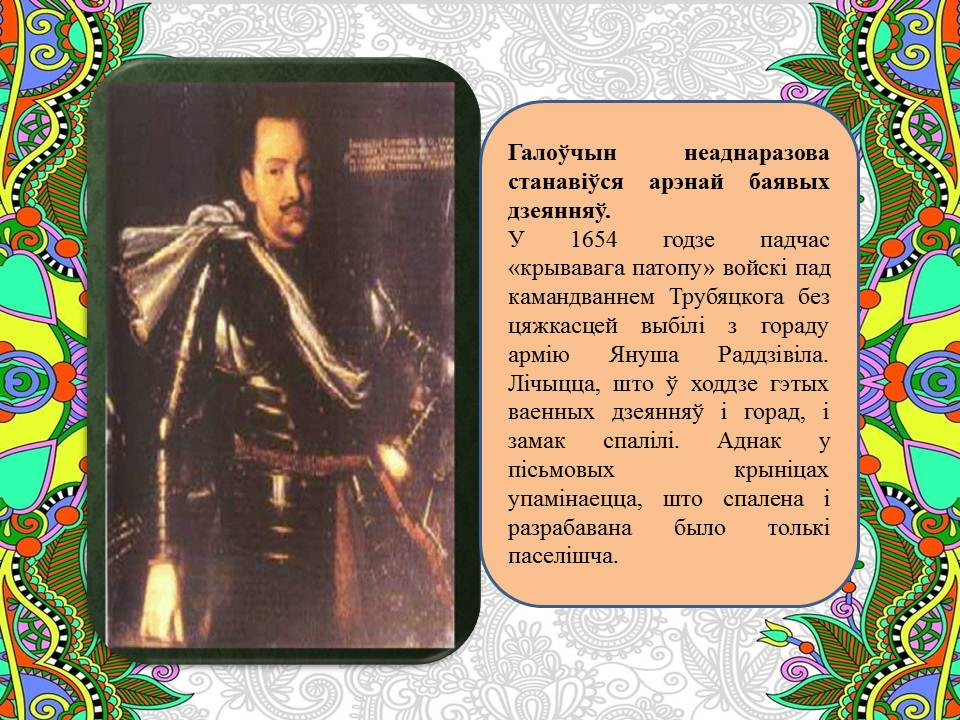 Галоўчын неаднаразова
станавіўся арэнай баявых
дзеянняў.
У 1654 годзе падчас
«крывавага патопу» войскі пад
камандваннем Трубяцкога без
цяжкасцей выбілі з гораду
армію Януша Раддзівіла.
Лічыцца, што ў ходдзе гэтых
ваенных дзеянняў і горад, і
замак спалілі. Аднак у
пісьмовых крыніцах
упамінаецца, што спалена і
разрабавана было толькі
паселішча.